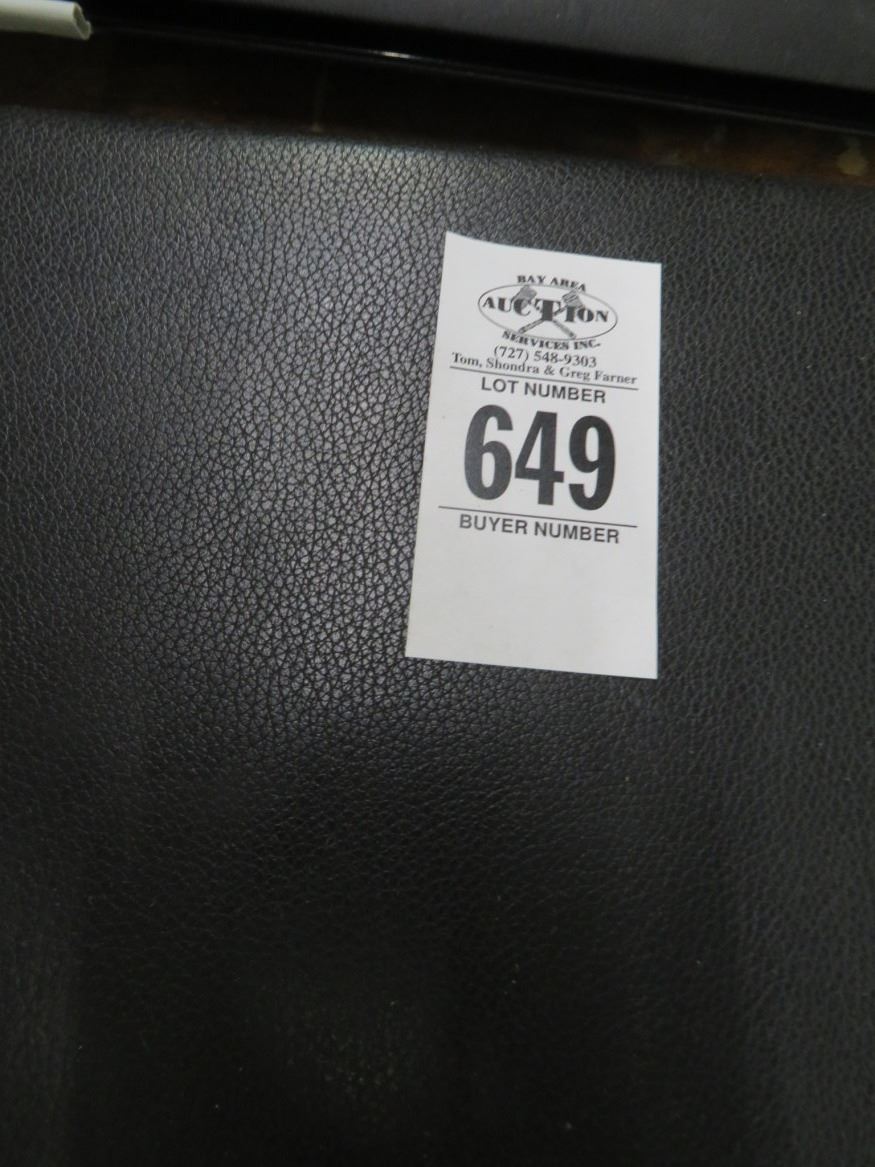 BAY AREA
AUCTION
SERVICES INC.
(727) 548-9303
Tom, Shondra & Greg Farner
LOT NUMBER
649
BUYER NUMBER